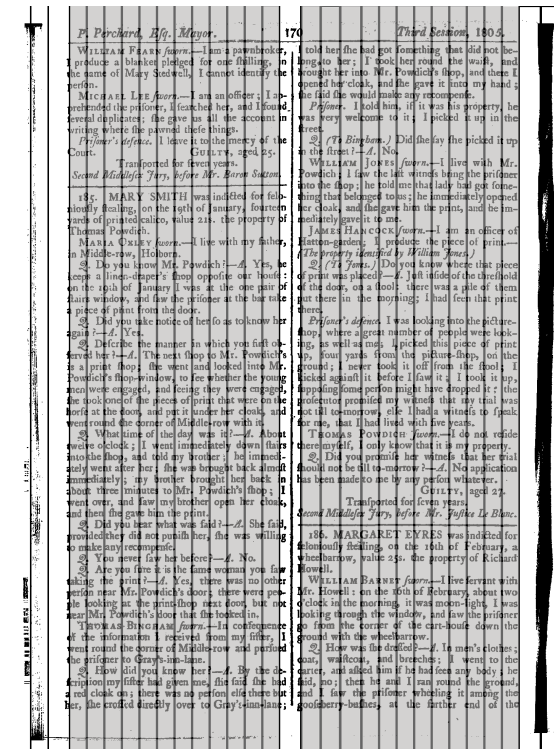 P. Perchard, Esq. Mayor.
170
Third Session, 1805.
WILLIAM FEARN sworn.—I am a pawnbroker,
I produce a blanket pledged for one shilling, in
the name of Mary Stedwell, I cannot identify the
person.
MICHAEL LEE sworn.—I am an officer; I ap-
prehended the prisoner, I searched her, and I found
several duplicates; she gave us all the account in
writing where she pawned these things.
Prisoner's defence. I leave it to the mercy of the
Court.
GUILTY, aged 25.
Transported for seven years.
Second Middlesex Jury, before Mr. Baron Sutton.
185. MARY SMITH was indicted for felo-
niously stealing, on the 19th of January, fourteen
yards of printed calico, value 21s. the property of
Thomas Powdich.
MARIA OXLEY sworn.—I live with my father,
in Middle-row, Holborn.
Q. Do you know Mr. Powdich?—A. Yes, he
keeps a linen-draper's shop opposite our house:
on the 19th of January I was at the one pair of
stairs window, and saw the prisoner at the bar take
a piece of print from the door.
Q. Did you take notice of her so as to know her
again?—A. Yes.
Q. Describe the manner in which you first ob-
served her?—A. The next shop to Mr. Powdich's
is a print shop; she went and looked into Mr.
Powdich's shop-window, to see whether the young
men were engaged, and seeing they were engaged,
she took one of the pieces of print that were on the
horse at the door, and put it under her cloak, and
went round the corner of Middle-row with it.
Q. What time of the day was it?—A. About
twelve o'clock; I went immediately down stairs
into the shop, and told my brother; he immedi-
ately went after her; she was brought back almost
immediately; my brother brought her back in
about three minutes to Mr. Powdich's shop; I
went over, and saw my brother open her cloak,
and then she gave him the print.
Q. Did you hear what was said?—A. She said,
provided they did not punish her, she was willing
to make any recompense.
Q. You never saw her before?—A. No.
Q. Are you sure it is the same woman you saw
taking the print?—A. Yes, there was no other
person near Mr. Powdich's door; there were peo-
ple looking at the print-shop next door, but not
near Mr. Powdich's door that she looked in.
THOMAS BINGHAM sworn.—In consequence
of the information I received from my sister, I
went round the corner of Middle-row and pursued
the prisoner to Gray's-inn-lane.
Q. How did you know her?—A. By the de-
scription my sister had given me, she said she had
a red cloak on; there was no person else there but
her, she crossed directly over to Gray's-inn-lane;
I told her she had got something that did not be-
long to her; I took her round the waist, and
brought her into Mr. Powdich's shop, and there I
opened her cloak, and she gave it into my hand;
she said she would make any recompense.
Prisoner. I told him, if it was his property, he
was very welcome to it; I picked it up in the
street.
Q. (To Bingham.) Did she say she picked it up
in the street?—A. No.
WILLIAM JONES sworn.—I live with Mr.
Powdich; I saw the last witness bring the prisoner
into the shop; he told me that lady had got some-
thing that belonged to us; he immediately opened
her cloak, and she gave him the print, and he im-
mediately gave it to me.
JAMES HANCOCK sworn.—I am an officer of
Hatton-garden; I produce the piece of print—
(The property identified by William Jones.)
Q. (To Jones.) Do you know where that piece
of print was placed?—A. Just inside of the threshold
of the door, on a stool; there was a pile of them
put there in the morning; I had seen that print
there.
Prisoner's defence. I was looking into the picture-
shop, where a great number of people were look-
ing, as well as me; I picked this piece of print
up, four yards from the picture-shop, on the
ground; I never took it off from the stool; I
kicked against it before I saw it; I took it up,
supposing some person might have dropped it; the
prosecutor promised my witness that my trial was
not till to-morrow, else I had a witness to speak
for me, that I had lived with five years.
THOMAS POWDICH sworn.—I do not reside
there myself, I only know that it is my property.
Q. Did you promise her witness that her trial
should not be till to-morrow?—A. No application
has been made to me by any person whatever.
GUILTY, aged 27.
Transported for seven years.
Second Middlesex Jury, before Mr. Justice Le Blanc.
186. MARGARET EYRES was indicted for
feloniously stealing, on the 16th of February, a
wheelbarrow, value 25s. the property of Richard
Howell.
WILLIAM BARNET sworn.—I live servant with
Mr. Howell: on the 16th of February, about two
o'clock in the morning, it was moon-light, I was
looking through the window, and saw the prisoner
go from the corner of the cart-house down the
ground with the wheelbarrow.
Q. How was she dressed?—A. In men's clothes;
coat, waistcoat, and breeches; I went to the
carter, and asked him if he had seen any body; he
said, no; then he and I ran round the ground,
and I saw the prisoner wheeling it among the
gooseberry-bushes, at the farther end of the